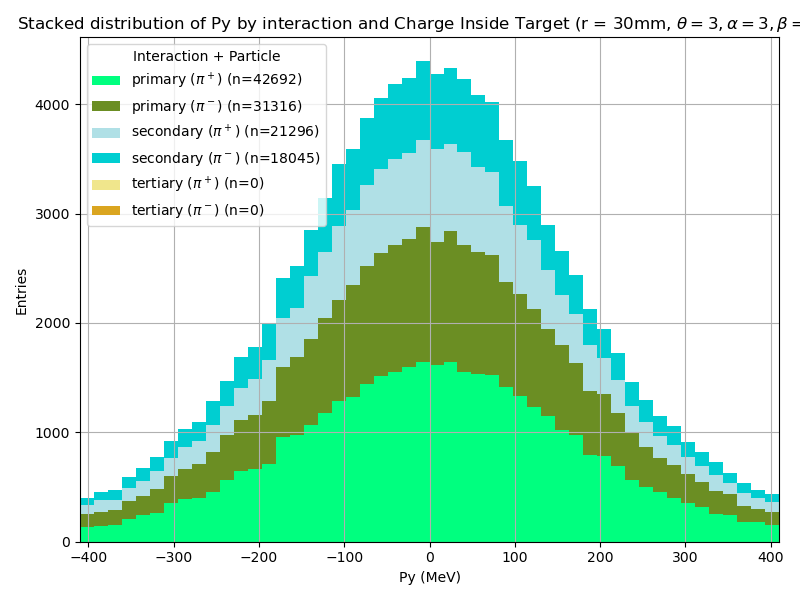 Stacked distribution of Py by interaction and Charge Inside Target (r = 30mm, θ = 3, α = 3, β =
Interaction + Particle
primary (π⁺) (n=42692)
primary (π⁻) (n=31316)
secondary (π⁺) (n=21296)
secondary (π⁻) (n=18045)
tertiary (π⁺) (n=0)
tertiary (π⁻) (n=0)
Entries
4000
3000
2000
1000
0
−400 −300 −200 −100 0 100 200 300 400
Py (MeV)